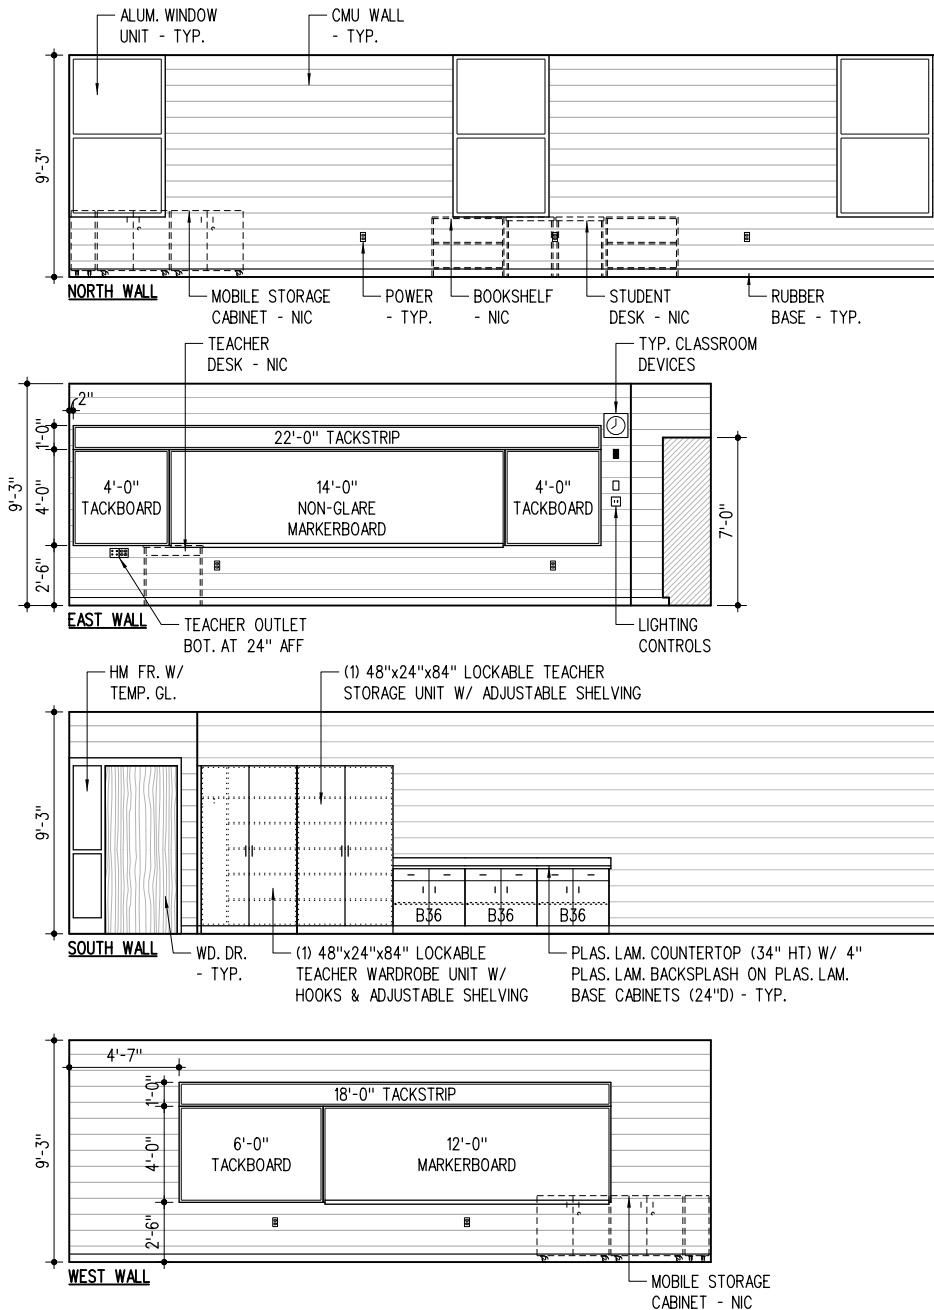 ALUM. WINDOW
UNIT - TYP.
CMU WALL
- TYP.
9'-3"
NORTH WALL
MOBILE STORAGE
CABINET - NIC
POWER
- TYP.
BOOKSHELF
- NIC
STUDENT
DESK - NIC
RUBBER
BASE - TYP.
TEACHER
DESK - NIC
TYP. CLASSROOM
DEVICES
2"
1'-0"
22'-0" TACKSTRIP
9'-3"
4'-0"
4'-0"
TACKBOARD
14'-0"
NON-GLARE
MARKERBOARD
4'-0"
TACKBOARD
7'-0"
2'-6"
EAST WALL
TEACHER OUTLET
BOT. AT 24" AFF
LIGHTING
CONTROLS
HM FR. W/
TEMP. GL.
(1) 48"x24"x84" LOCKABLE TEACHER
STORAGE UNIT W/ ADJUSTABLE SHELVING
9'-3"
B36
B36
B36
SOUTH WALL
WD. DR.
- TYP.
(1) 48"x24"x84" LOCKABLE
TEACHER WARDROBE UNIT W/
HOOKS & ADJUSTABLE SHELVING
PLAS. LAM. COUNTERTOP (34" HT) W/ 4"
PLAS. LAM. BACKSPLASH ON PLAS. LAM.
BASE CABINETS (24"D) - TYP.
4'-7"
1'-0"
18'-0" TACKSTRIP
9'-3"
4'-0"
6'-0"
TACKBOARD
12'-0"
MARKERBOARD
2'-6"
WEST WALL
MOBILE STORAGE
CABINET - NIC